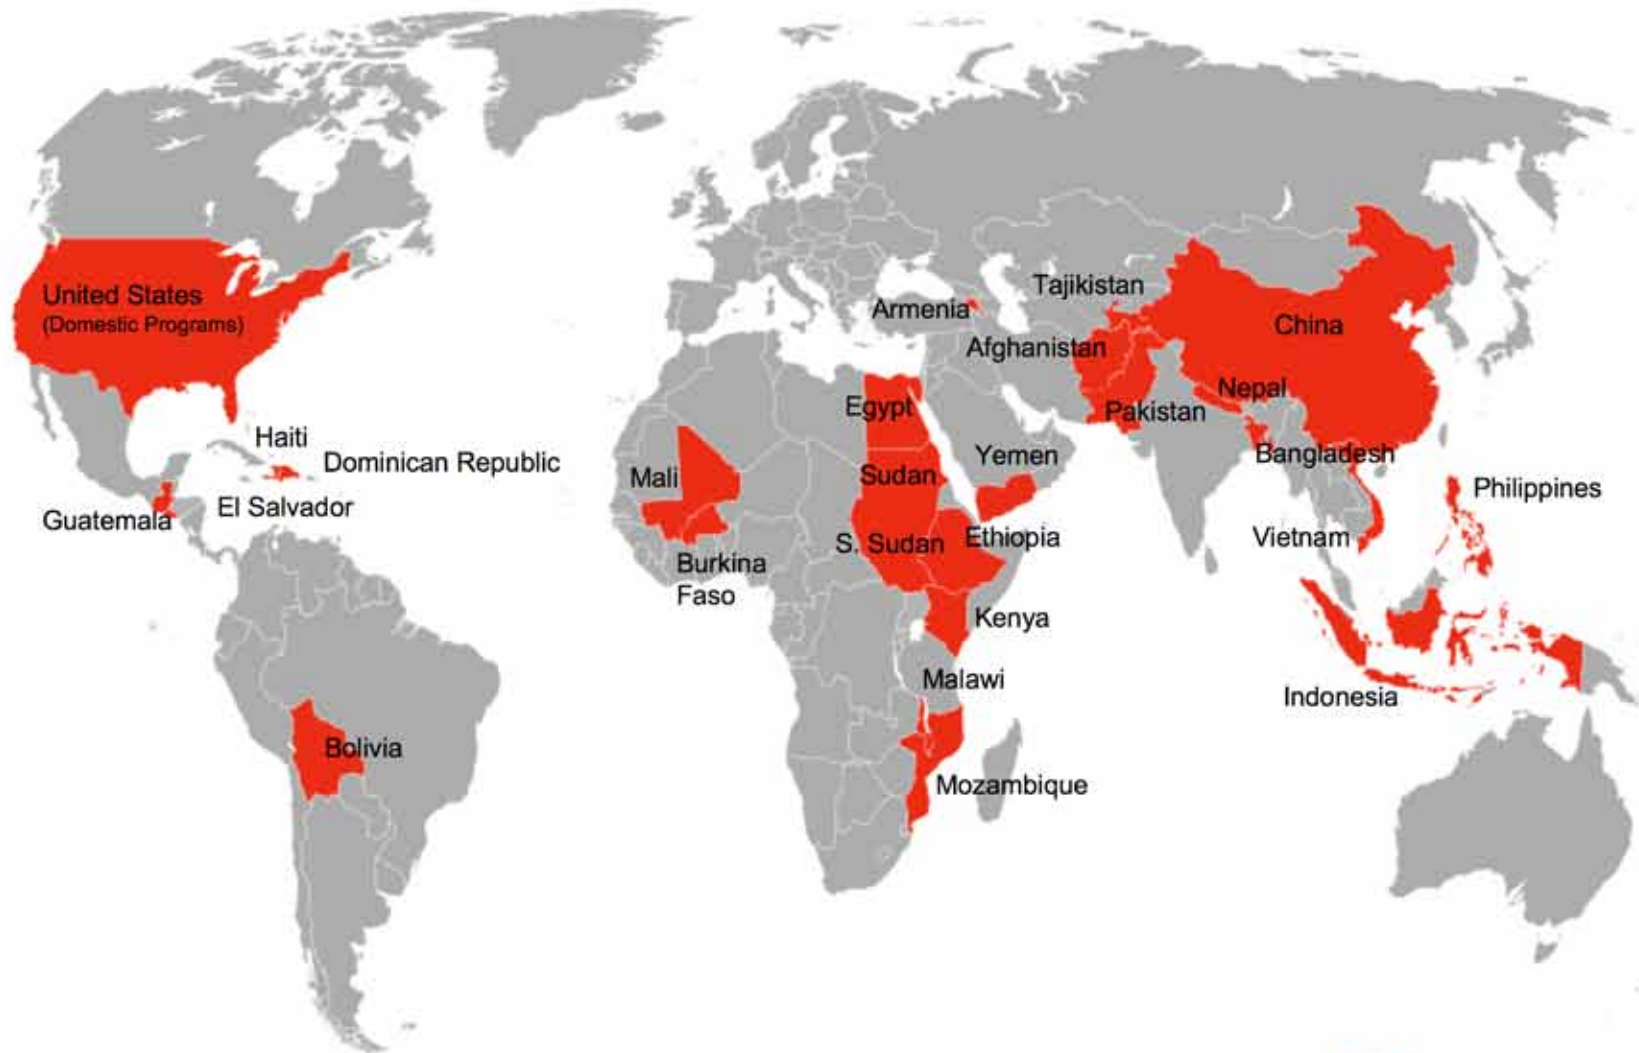 United States
(Domestic Programs)
Haiti
Dominican Republic
El Salvador
Guatemala
Bolivia
Mali
Burkina
Faso
Egypt
Sudan
S. Sudan
Ethiopia
Yemen
Kenya
Malawi
Mozambique
Armenia
Tajikistan
Afghanistan
Pakistan
Nepal
China
Bangladesh
Vietnam
Philippines
Indonesia